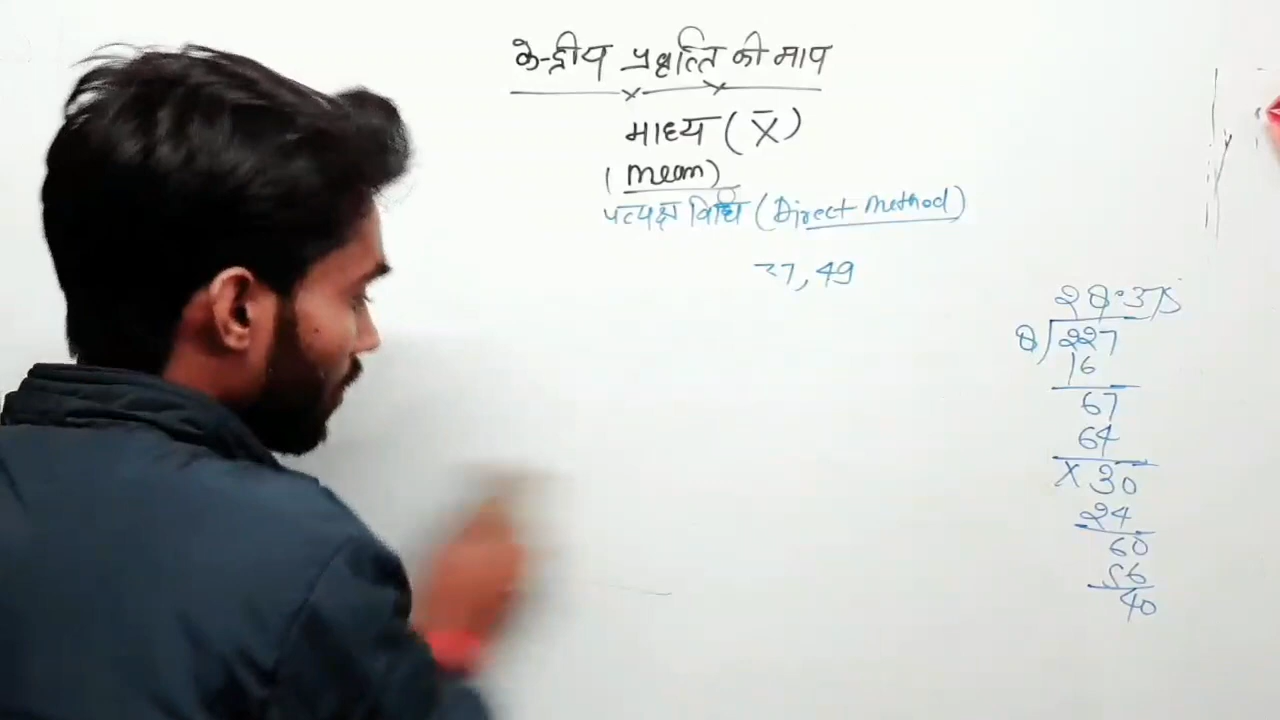 केन्द्रीय प्रवृत्ति की माप
माध्य ( X̄ )
( mean )
प्रत्यक्ष विधि ( Direct Method )
27, 49
28.375
8) 227
16
67
64
X 30
24
60
56
40